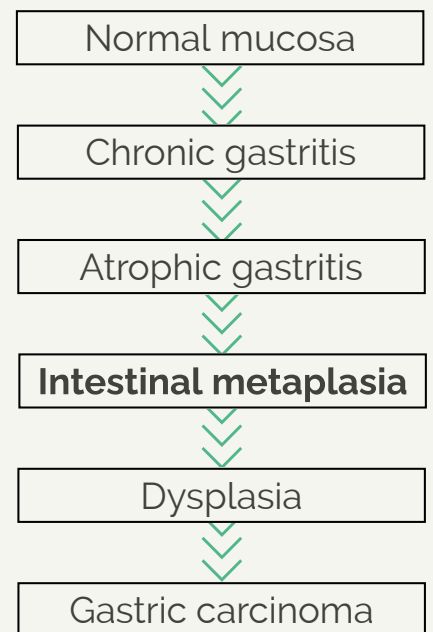 Normal mucosa
Chronic gastritis
Atrophic gastritis
Intestinal metaplasia
Dysplasia
Gastric carcinoma